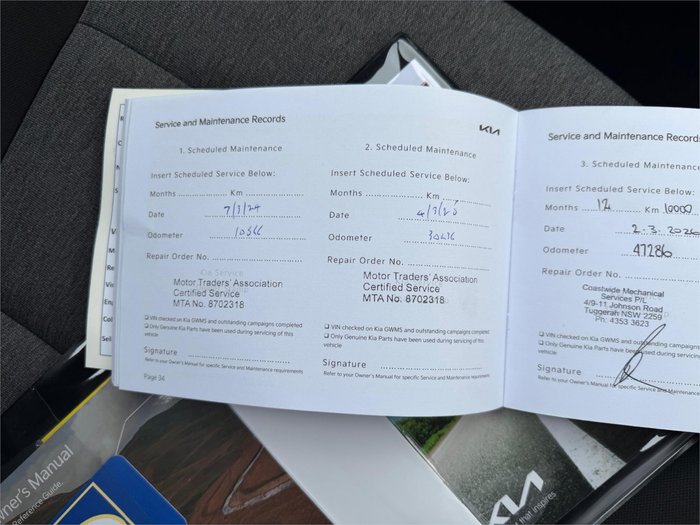 Service and Maintenance Records
KIA
1. Scheduled Maintenance
Insert Scheduled Service Below:
Months .................. Km ..................
Date 7/3/24
Odometer 10566
Repair Order No. ..................
Kia Service
Motor Traders' Association
Certified Service
MTA No. 8702318
❏ VIN checked on Kia GWMS and outstanding campaigns completed
❏ Only Genuine Kia Parts have been used during servicing of this
vehicle
Signature ..................
Refer to your Owner's Manual for specific Service and Maintenance requirements
Page 34
2. Scheduled Maintenance
Insert Scheduled Service Below:
Months .................. Km ..................
Date 4/3/25
Odometer 30636
Repair Order No. ..................
Motor Traders' Association
Certified Service
MTA No. 8702318
❏ VIN checked on Kia GWMS and outstanding campaigns completed
❏ Only Genuine Kia Parts have been used during servicing of this
vehicle
Signature ..................
Refer to your Owner's Manual for specific Service and Maintenance requirements
Service and Maintenance Record
3. Scheduled Maintenance
Insert Scheduled Service Below:
Months 12 Km 10000
Date 2-3-2026
Odometer 47286
Repair Order No. ..................
Coastwide Mechanical
Services P/L
4/9-11 Johnson Road
Tuggerah NSW 2259
Ph: 4353 3623
❏ VIN checked on Kia GWMS and outstanding campaigns
❏ Only Genuine Kia Parts have been used during servicing
vehicle
Signature
Refer to your Owner's Manual for specific Service and Maintenance
wner's Manual
Reference Guide.
KIA
that inspires